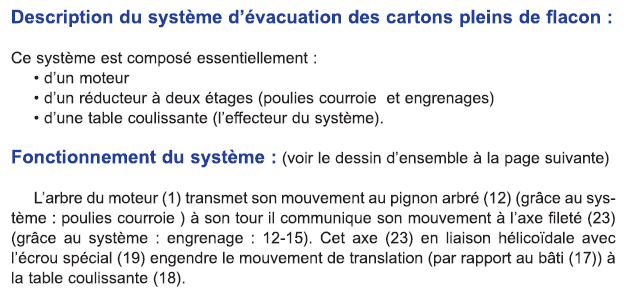 Description du système d’évacuation des cartons pleins de flacon :
Ce système est composé essentiellement :
• d’un moteur
• d’un réducteur à deux étages (poulies courroie et engrenages)
• d’une table coulissante (l’effecteur du système).
Fonctionnement du système : (voir le dessin d’ensemble à la page suivante)
L’arbre du moteur (1) transmet son mouvement au pignon arbré (12) (grâce au sys-
tème : poulies courroie ) à son tour il communique son mouvement à l’axe fileté (23)
(grâce au système : engrenage : 12-15). Cet axe (23) en liaison hélicoïdale avec
l’écrou spécial (19) engendre le mouvement de translation (par rapport au bâti (17)) à
la table coulissante (18).